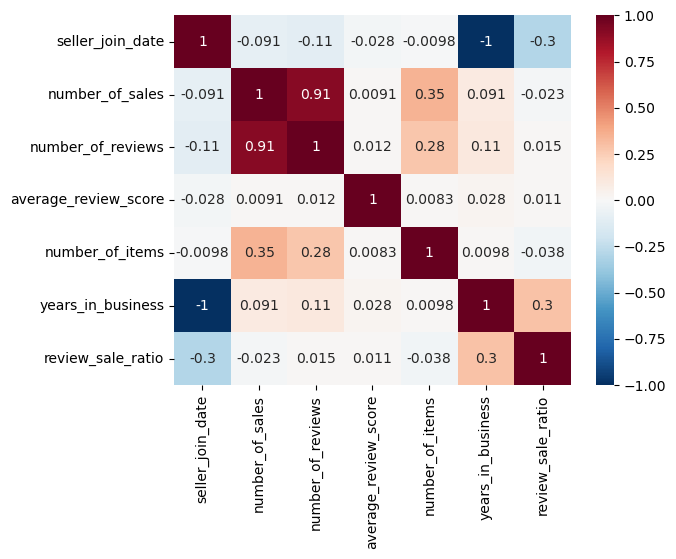 seller_join_date 1 -0.091 -0.11 -0.028 -0.0098 -1 -0.3
number_of_sales -0.091 1 0.91 0.0091 0.35 0.091 -0.023
number_of_reviews -0.11 0.91 1 0.012 0.28 0.11 0.015
average_review_score -0.028 0.0091 0.012 1 0.0083 0.028 0.011
number_of_items -0.0098 0.35 0.28 0.0083 1 0.0098 -0.038
years_in_business -1 0.091 0.11 0.028 0.0098 1 0.3
review_sale_ratio -0.3 -0.023 0.015 0.011 -0.038 0.3 1
seller_join_date
number_of_sales
number_of_reviews
average_review_score
number_of_items
years_in_business
review_sale_ratio
1.00
0.75
0.50
0.25
0.00
−0.25
−0.50
−0.75
−1.00